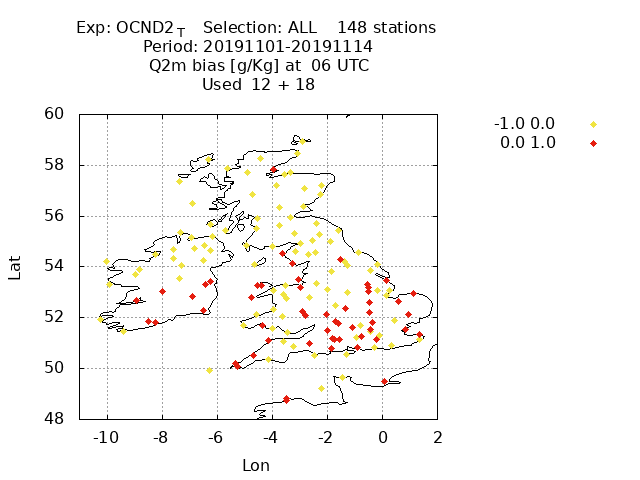 Exp: OCND2T Selection: ALL 148 stations
Period: 20191101-20191114
Q2m bias [g/Kg] at 06 UTC
Used 12 + 18
-1.0 0.0
0.0 1.0
60
58
56
54
52
50
48
Lat
-10 -8 -6 -4 -2 0 2
Lon